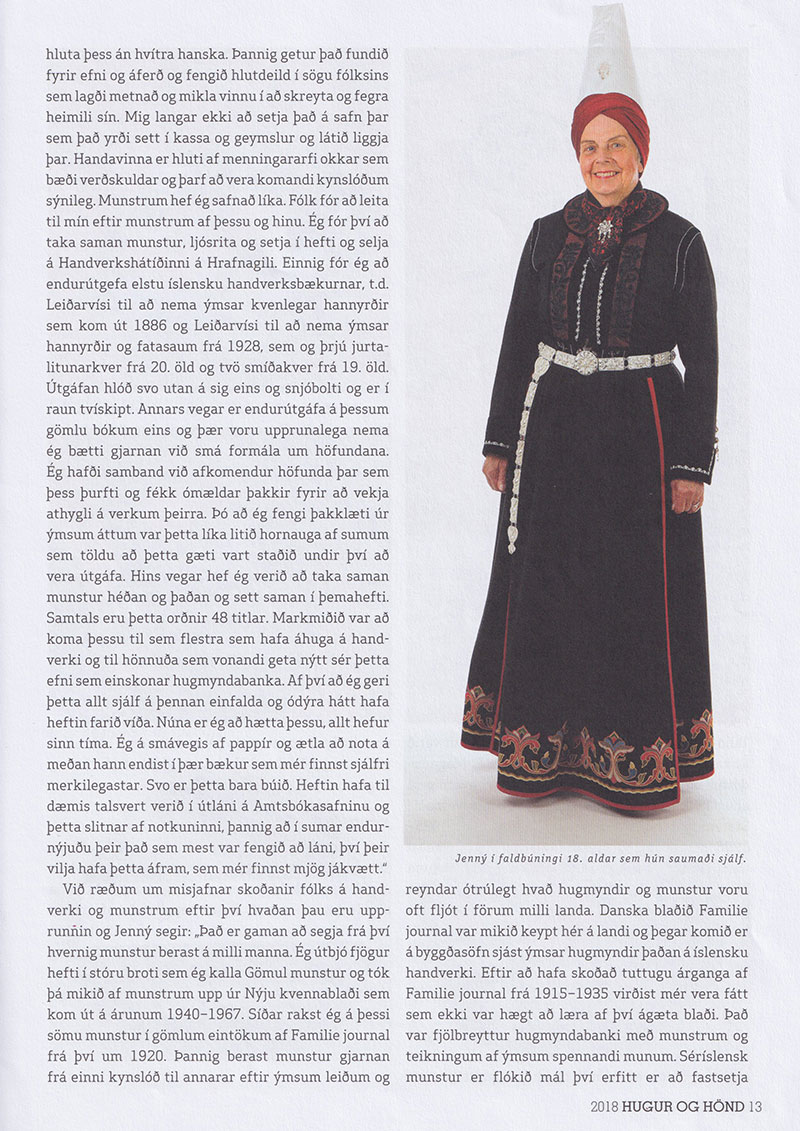 hluta þess án hvítra hanska. Þannig getur það fundið
fyrir efni og áferð og fengið hlutdeild í sögu fólksins
sem lagði metnað og mikla vinnu í að skreyta og fegra
heimili sín. Mig langar ekki að setja það á safn þar
sem það yrði sett í kassa og geymslur og látið liggja
þar. Handavinna er hluti af menningararfi okkar sem
bæði verðskuldar og þarf að vera komandi kynslóðum
sýnileg. Munstrum hef ég safnað líka. Fólk fór að leita
til mín eftir munstrum af þessu og hinu. Ég fór því að
taka saman munstur, ljósrita og setja í hefti og selja
á Handverkshátíðinni á Hrafnagili. Einnig fór ég að
endurútgefa elstu íslensku handverksbækurnar, t.d.
Leiðarvísi til að nema ýmsar kvenlegar hannyrðir
sem kom út 1886 og Leiðarvísi til að nema ýmsar
hannyrðir og fatasaum frá 1928, sem og þrjú jurta-
litunarkver frá 20. öld og tvö smíðakver frá 19. öld.
Útgáfan hlóð svo utan á sig eins og snjóbolti og er í
raun tvískipt. Annars vegar er endurútgáfa á þessum
gömlu bókum eins og þær voru upprunalega nema
ég bætti gjarnan við smá formála um höfundana.
Ég hafði samband við afkomendur höfunda þar sem
þess þurfti og fékk ómældar þakkir fyrir að vekja
athygli á verkum þeirra. Þó að ég fengi þakklæti úr
ýmsum áttum var þetta líka litið hornauga af sumum
sem töldu að þetta gæti vart staðið undir því að
vera útgáfa. Hins vegar hef ég verið að taka saman
munstur héðan og þaðan og sett saman í þemahefti.
Samtals eru þetta orðnir 48 titlar. Markmiðið var að
koma þessu til sem flestra sem hafa áhuga á hand-
verki og til hönnuða sem vonandi geta nýtt sér þetta
efni sem einskonar hugmyndabanka. Af því að ég geri
þetta allt sjálf á þennan einfalda og ódýra hátt hafa
heftin farið víða. Núna er ég að hætta þessu, allt hefur
sinn tíma. Ég á smávegis af pappír og ætla að nota á
meðan hann endist í þær bækur sem mér finnst sjálfri
merkilegastar. Svo er þetta bara búið. Heftin hafa til
dæmis talsvert verið í útláni á Amtsbókasafninu og
þetta slitnar af notkuninni, þannig að í sumar endur-
nýjuðu þeir það sem mest var fengið að láni, því þeir
vilja hafa þetta áfram, sem mér finnst mjög jákvætt.“
Við ræðum um misjafnar skoðanir fólks á hand-
verki og munstrum eftir því hvaðan þau eru upp-
runnin og Jenný segir: „Það er gaman að segja frá því
hvernig munstur berast á milli manna. Ég útbjó fjögur
hefti í stóru broti sem ég kalla Gömul munstur og tók
þá mikið af munstrum upp úr Nýju kvennablaði sem
kom út á árunum 1940–1967. Síðar rakst ég á þessi
sömu munstur í gömlum eintökum af Familie journal
frá því um 1920. Þannig berast munstur gjarnan
frá einni kynslóð til annarar eftir ýmsum leiðum og
Jenný í faldbúningi 18. aldar sem hún saumaði sjálf.
reyndar ótrúlegt hvað hugmyndir og munstur voru
oft fljót í förum milli landa. Danska blaðið Familie
journal var mikið keypt hér á landi og þegar komið er
á byggðasöfn sjást ýmsar hugmyndir þaðan á íslensku
handverki. Eftir að hafa skoðað tuttugu árganga af
Familie journal frá 1915–1935 virðist mér vera fátt
sem ekki var hægt að læra af því ágæta blaði. Það
var fjölbreyttur hugmyndabanki með munstrum og
teikningum af ýmsum spennandi munum. Séríslensk
munstur er flókið mál því erfitt er að fastsetja
2018 HUGUR OG HÖND 13